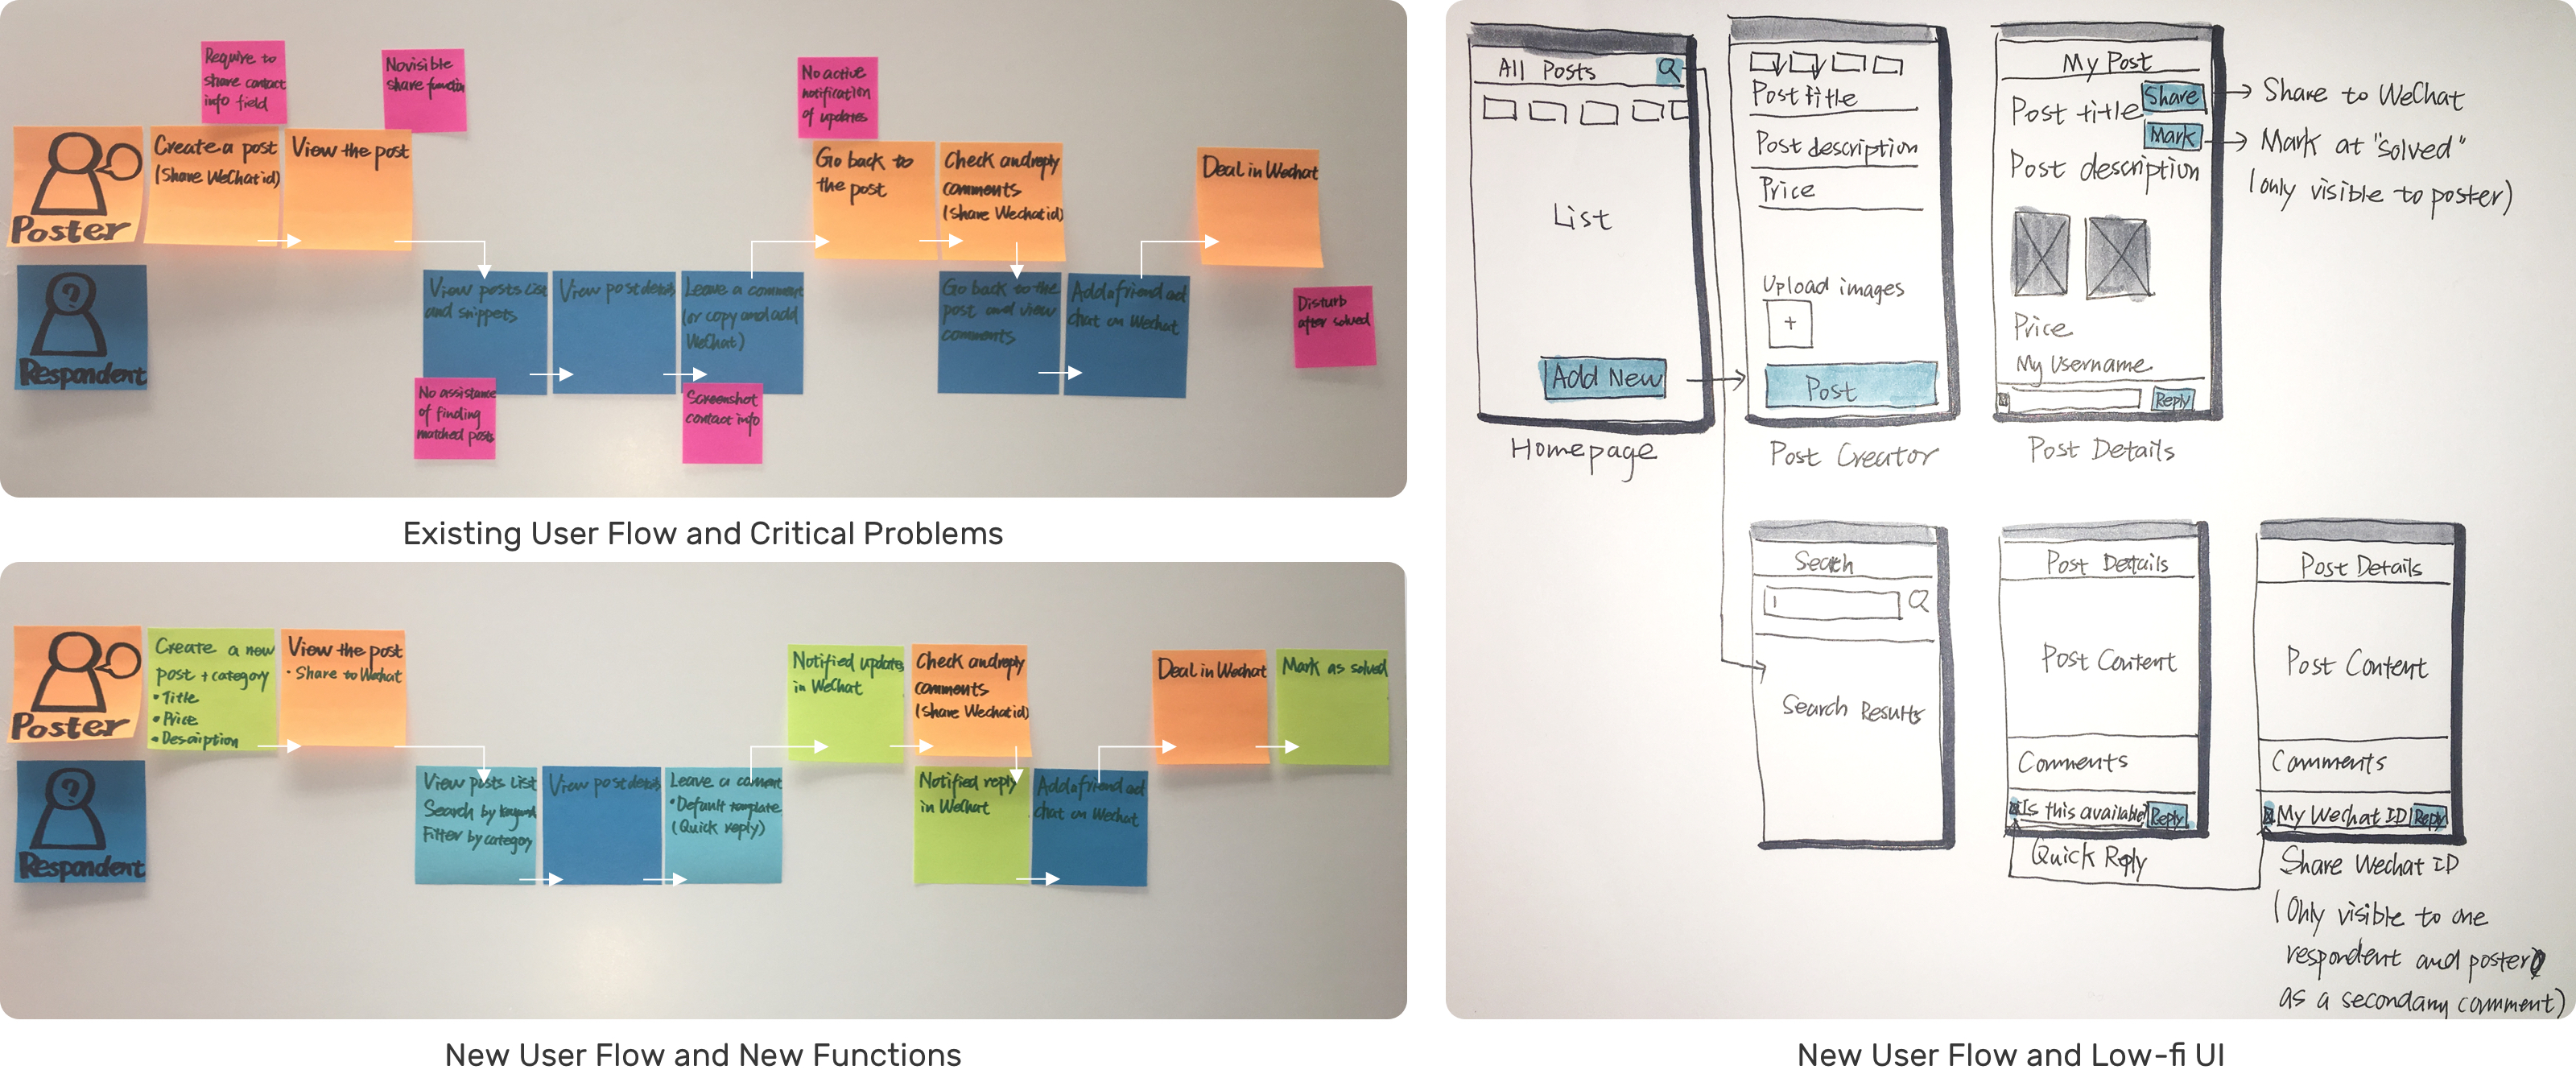 Require to
share contact
info field
Novisible
share function
No active
notification
of updates
Poster
Create a post
(Share WeChat id)
View the post
Go back to
the post
Check and reply
comments
(Share Wechat id)
Deal in Wechat
Respondent
View posts List
and snippets
View post details
Leave a comment
(or copy and add
WeChat)
Go back to the
post and view
comments
Add a friend ad
chat on Wechat
Disturb
after solved
No assistance
of finding
matched posts
Screenshot
contact info
Existing User Flow and Critical Problems
Poster
Create a new
post + category
• Title
• Price
• Desciption
View the post
• Share to Wechat
Notified updates
in WeChat
Check and reply
comments
(Share Wechat id)
Deal in Wechat
Mark as solved
Respondent
View posts List
Search by keyword
Filter by category
View post details
Leave a comment
• Default template
(Quick reply)
Notified reply
in WeChat
Add a friend ad
chat on Wechat
New User Flow and New Functions
All Posts
List
Add New
Homepage
Post title
Post description
Price
Upload images
+
Post
Post Creator
My Post
Post title
Share
Mark
Post description
Price
My Username
Reply
Post Details
Share to WeChat
Mark at "solved"
(only visible to poster)
Search
Search Results
Post Details
Post Content
Comments
Is this available
Reply
Quick Reply
Post Details
Post Content
Comments
My Wechat ID
Reply
Share Wechat ID
(Only visible to one
respondent and poster
as a secondary comment)
New User Flow and Low-fi UI